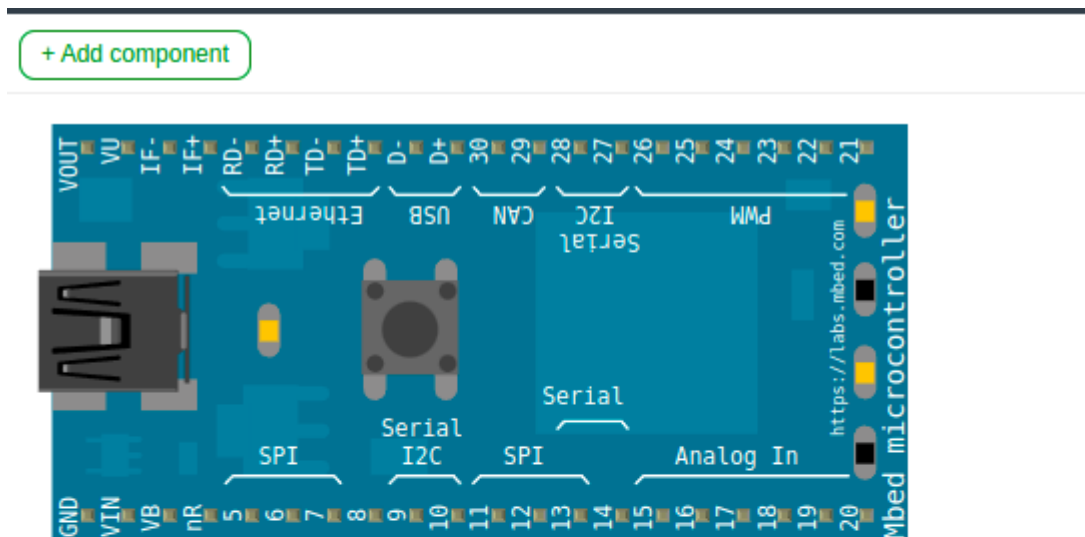 + Add component
VOUT VU IF- IF+ RD- RD+ TD- TD+ D- D+ 30 29 28 27 26 25 24 23 22 21
Ethernet USB CAN I2C PWM
Serial
https://labs.mbed.com
Mbed microcontroller
Serial
Serial
SPI I2C SPI Analog In
GND VIN VB nR 5 6 7 8 9 10 11 12 13 14 15 16 17 18 19 20